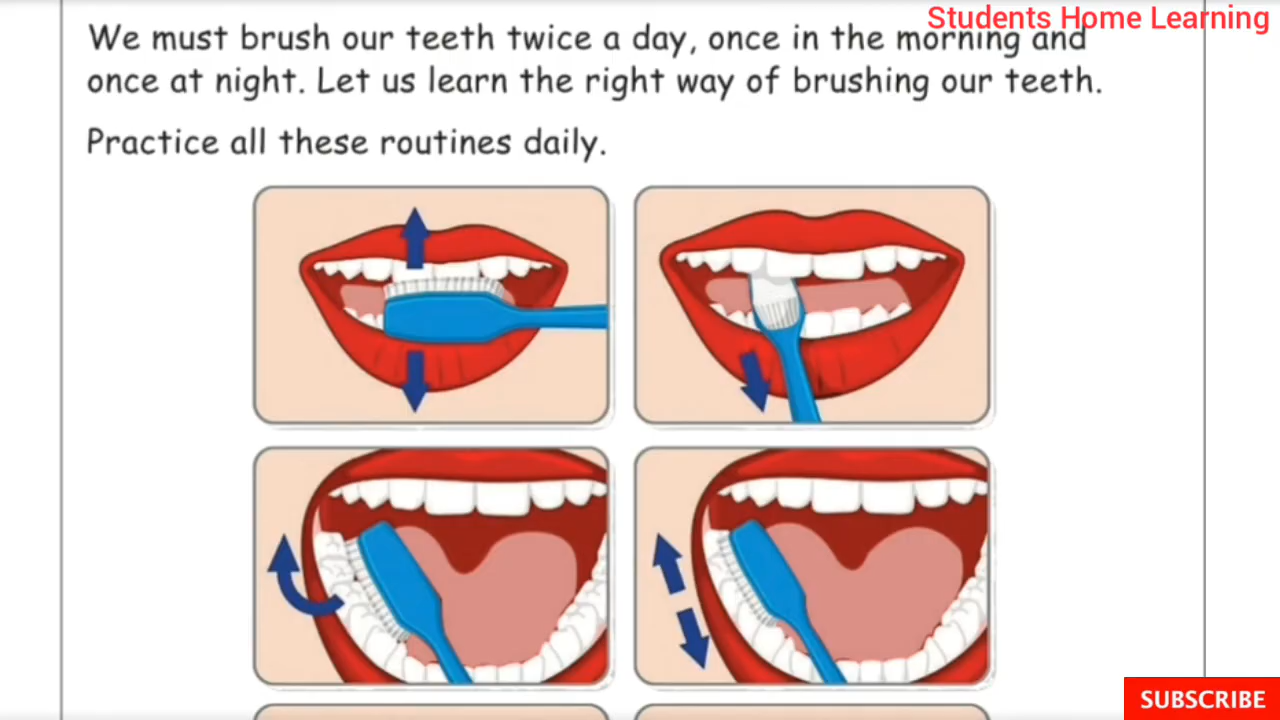 Students Home Learning
We must brush our teeth twice a day, once in the morning and
once at night. Let us learn the right way of brushing our teeth.
Practice all these routines daily.
SUBSCRIBE